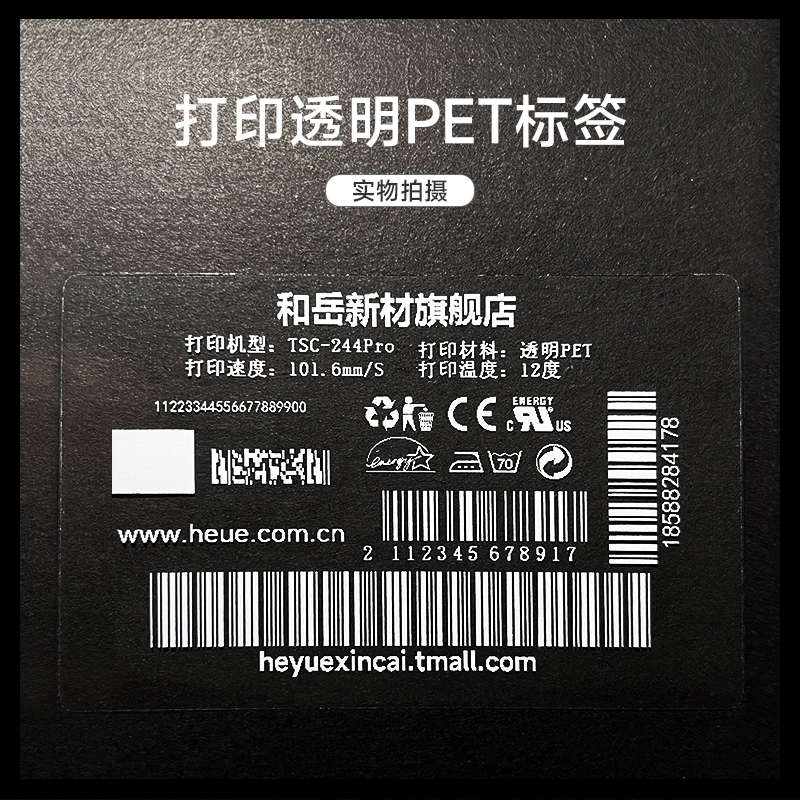 打印透明PET标签
实物拍摄
和岳新材旗舰店
打印机型：TSC-244Pro 打印材料：透明PET
打印速度：101.6mm/S 打印温度：12度
11223344556677889900
CE
ENERGY
C UR US
energy
70
www.heue.com.cn
2 112345 678917
18588284178
heyuexincai.tmall.com